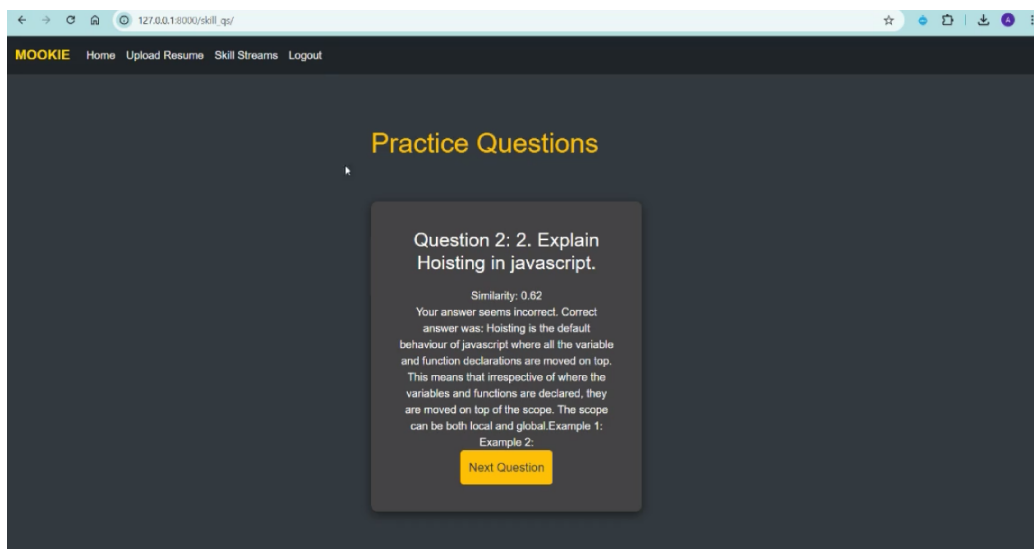 127.0.0.1:8000/skill_qs/
A
MOOKIE Home Upload Resume Skill Streams Logout
Practice Questions
Question 2: 2. Explain
Hoisting in javascript.
Similarity: 0.62
Your answer seems incorrect. Correct
answer was: Hoisting is the default
behaviour of javascript where all the variable
and function declarations are moved on top.
This means that irrespective of where the
variables and functions are declared, they
are moved on top of the scope. The scope
can be both local and global.Example 1:
Example 2:
Next Question